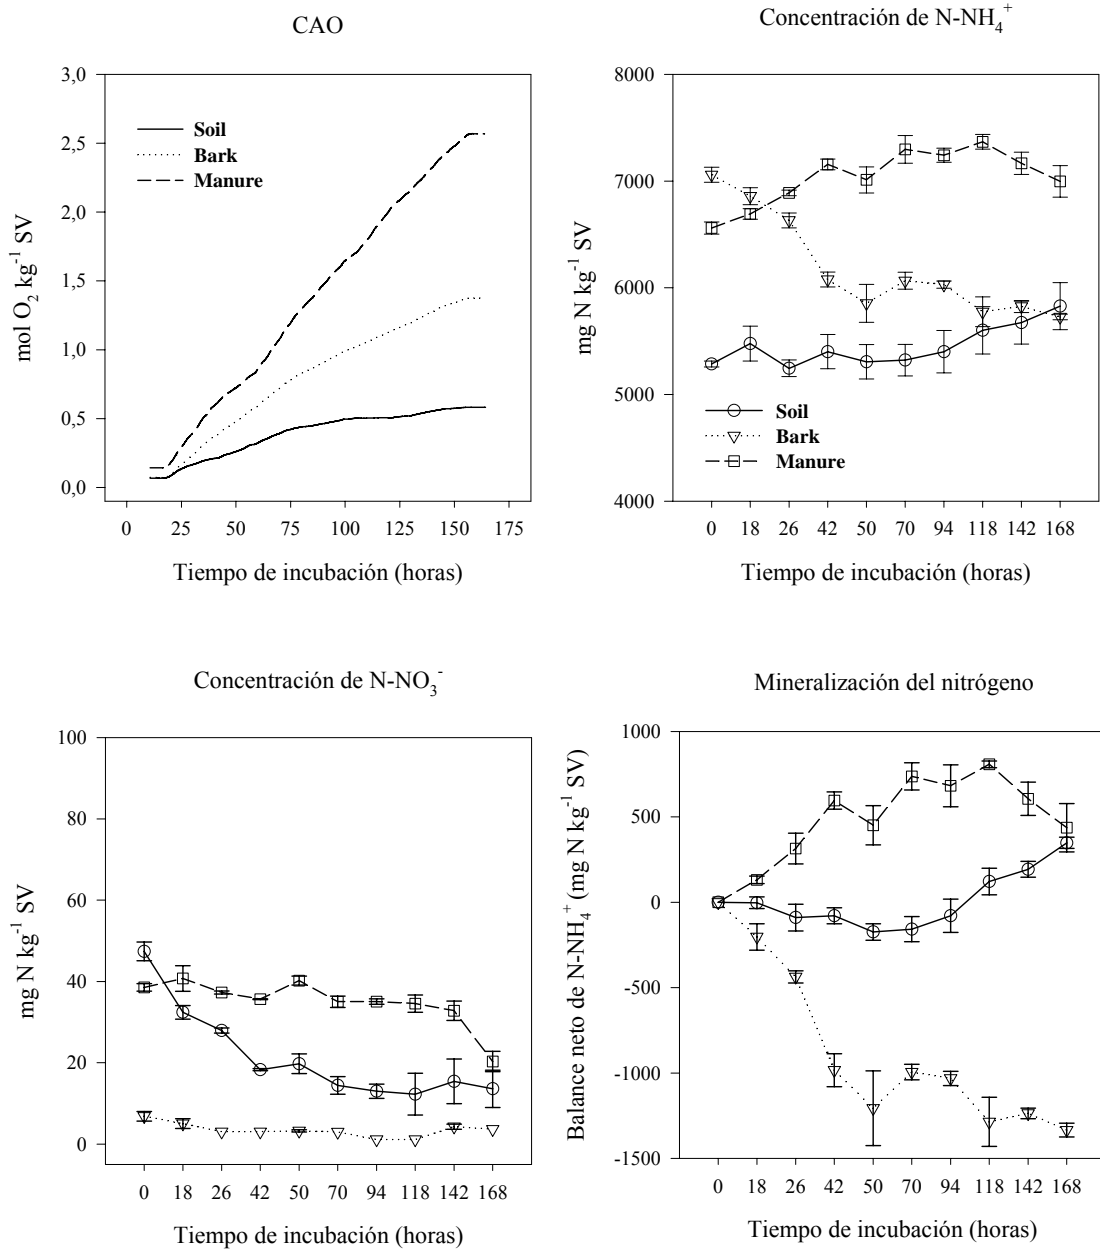 CAO
3,0
2,5
2,0
1,5
1,0
0,5
0,0
mol O₂ kg⁻¹ SV
Soil
Bark
Manure
0 25 50 75 100 125 150 175
Tiempo de incubación (horas)
Concentración de N-NH₄⁺
8000
7000
6000
5000
4000
mg N kg⁻¹ SV
Soil
Bark
Manure
0 18 26 42 50 70 94 118 142 168
Tiempo de incubación (horas)
Concentración de N-NO₃⁻
100
80
60
40
20
0
mg N kg⁻¹ SV
0 18 26 42 50 70 94 118 142 168
Tiempo de incubación (horas)
Mineralización del nitrógeno
1000
500
0
-500
-1000
-1500
Balance neto de N-NH₄⁺ (mg N kg⁻¹ SV)
0 18 26 42 50 70 94 118 142 168
Tiempo de incubación (horas)